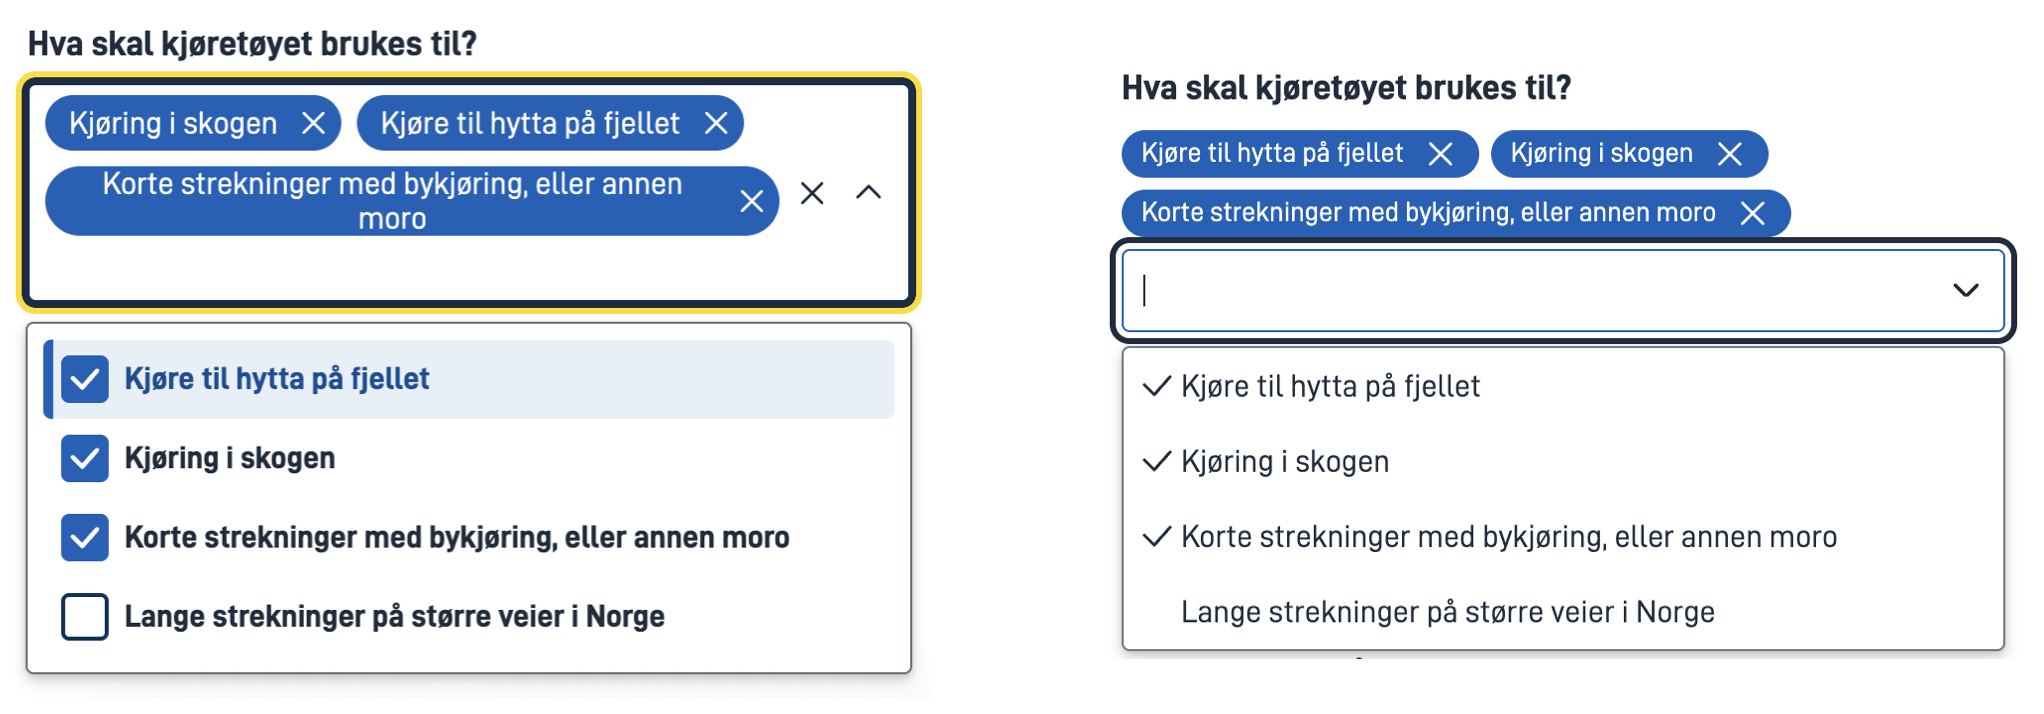 Hva skal kjøretøyet brukes til?
Kjøring i skogen
Kjøre til hytta på fjellet
Korte strekninger med bykjøring, eller annen
moro
Kjøre til hytta på fjellet
Kjøring i skogen
Korte strekninger med bykjøring, eller annen moro
Lange strekninger på større veier i Norge
Hva skal kjøretøyet brukes til?
Kjøre til hytta på fjellet
Kjøring i skogen
Korte strekninger med bykjøring, eller annen moro
Kjøre til hytta på fjellet
Kjøring i skogen
Korte strekninger med bykjøring, eller annen moro
Lange strekninger på større veier i Norge